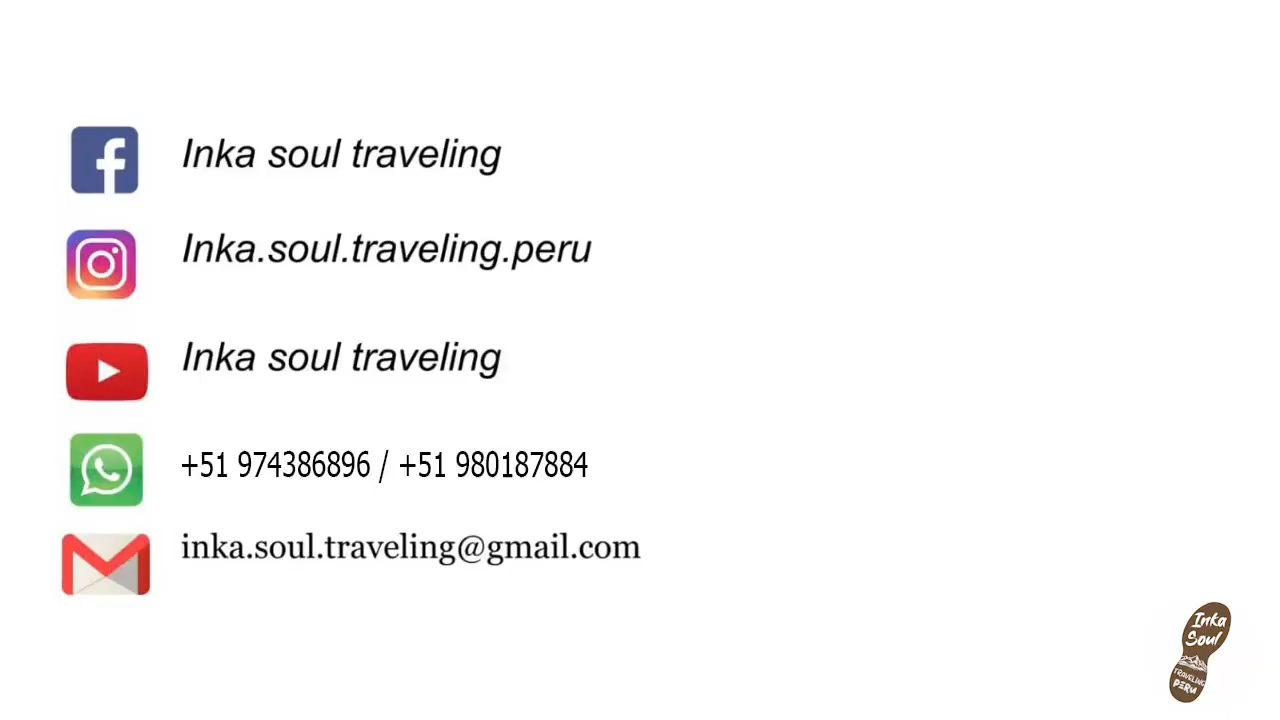 Inka soul traveling
Inka.soul.traveling.peru
Inka soul traveling
+51 974386896 / +51 980187884
inka.soul.traveling@gmail.com
Inka
Soul
TRAVELING
PERU